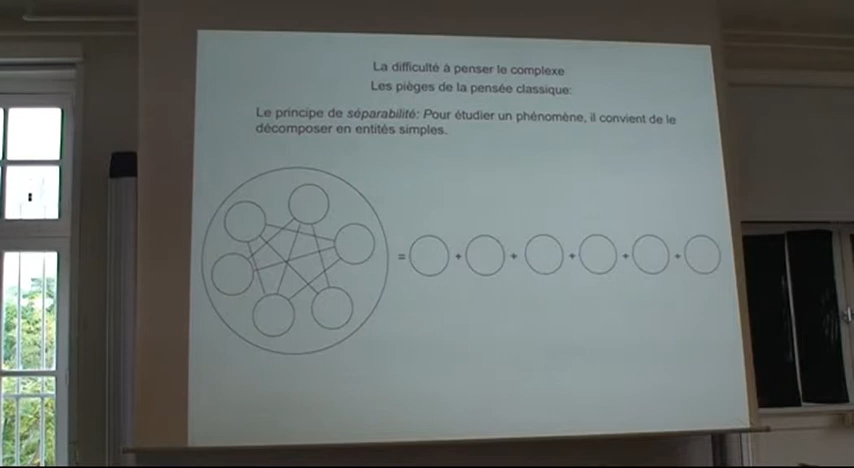 La difficulté à penser le complexe
Les pièges de la pensée classique:
Le principe de séparabilité: Pour étudier un phénomène, il convient de le
décomposer en entités simples.
= + + + + +